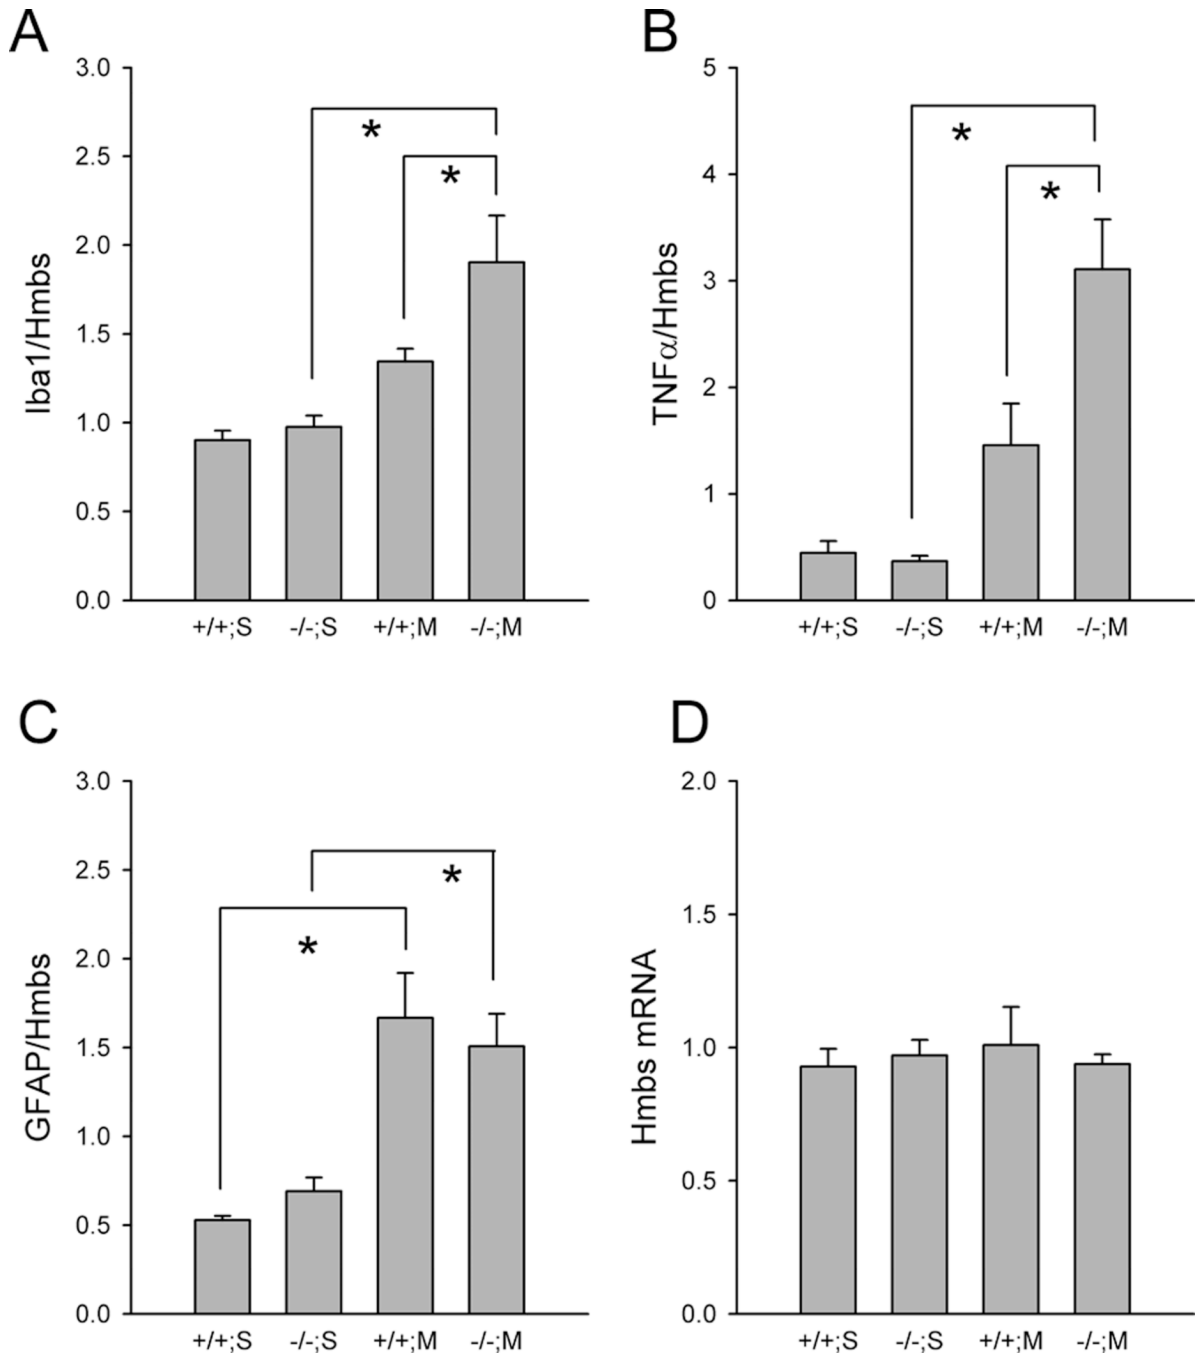 A
3.0
2.5
2.0
1.5
1.0
0.5
0.0
Iba1/Hmbs
*
*
+/+;S -/-;S +/+;M -/-;M
B
5
4
3
2
1
0
TNFα/Hmbs
*
*
+/+;S -/-;S +/+;M -/-;M
C
3.0
2.5
2.0
1.5
1.0
0.5
0.0
GFAP/Hmbs
*
*
+/+;S -/-;S +/+;M -/-;M
D
2.0
1.5
1.0
0.5
0.0
Hmbs mRNA
+/+;S -/-;S +/+;M -/-;M